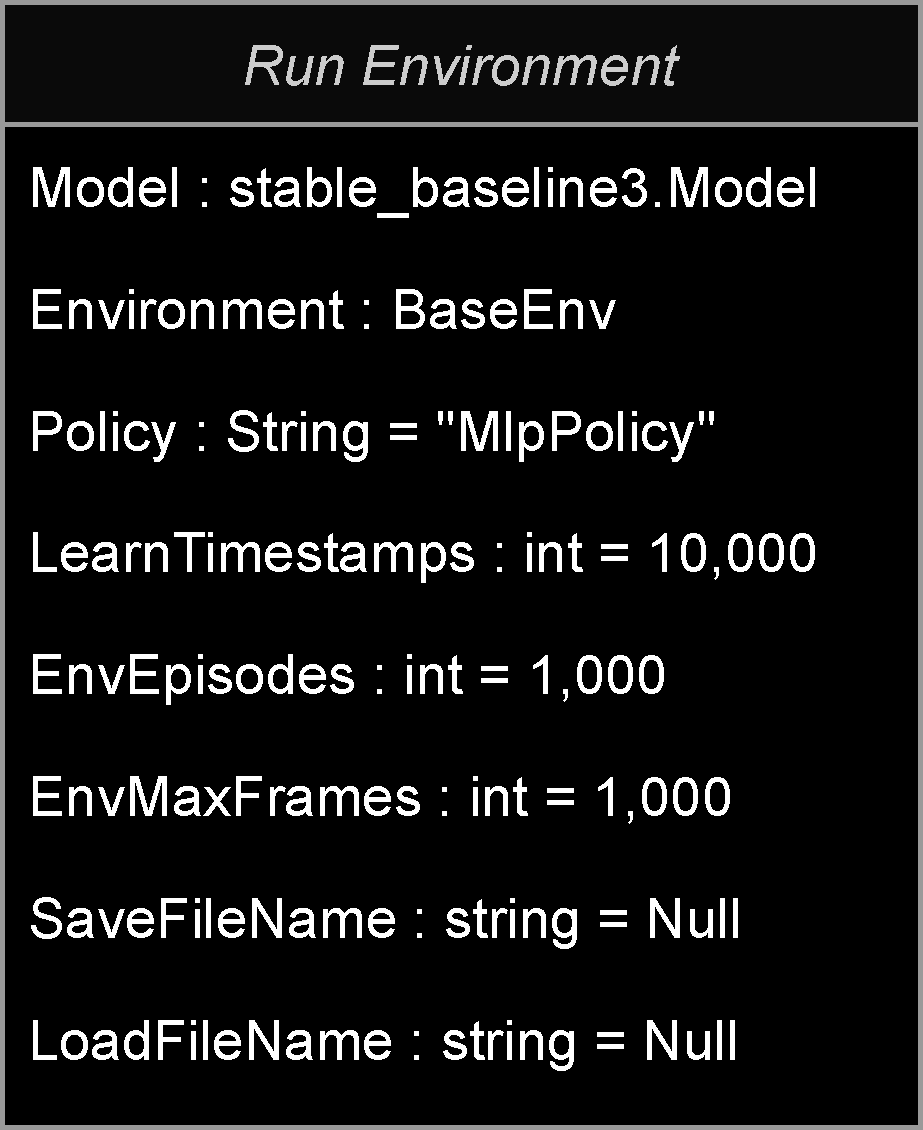 Run Environment
Model : stable_baseline3.Model
Environment : BaseEnv
Policy : String = "MlpPolicy"
LearnTimestamps : int = 10,000
EnvEpisodes : int = 1,000
EnvMaxFrames : int = 1,000
SaveFileName : string = Null
LoadFileName : string = Null